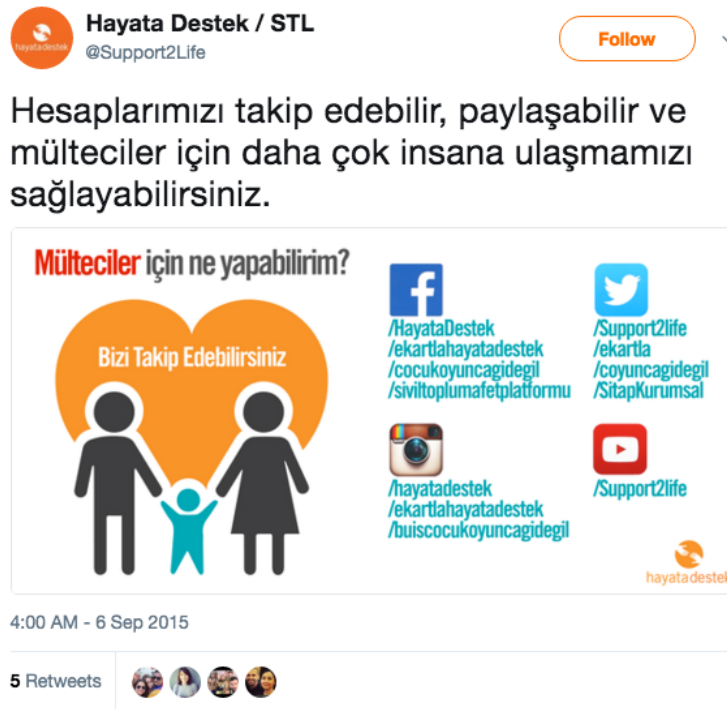 Hayata Destek / STL
@Support2Life
Follow
Hesaplarımızı takip edebilir, paylaşabilir ve
mülteciler için daha çok insana ulaşmamızı
sağlayabilirsiniz.
Mülteciler için ne yapabilirim?
Bizi Takip Edebilirsiniz
/HayataDestek
/ekartlahayatadestek
/cocukoyuncagidegil
/siviltoplumafetplatformu
/Support2life
/ekartla
/coyuncagidegil
/SitapKurumsal
/hayatadestek
/ekartlahayatadestek
/buiscocukoyuncagidegil
/Support2life
hayatadestek
4:00 AM - 6 Sep 2015
5 Retweets